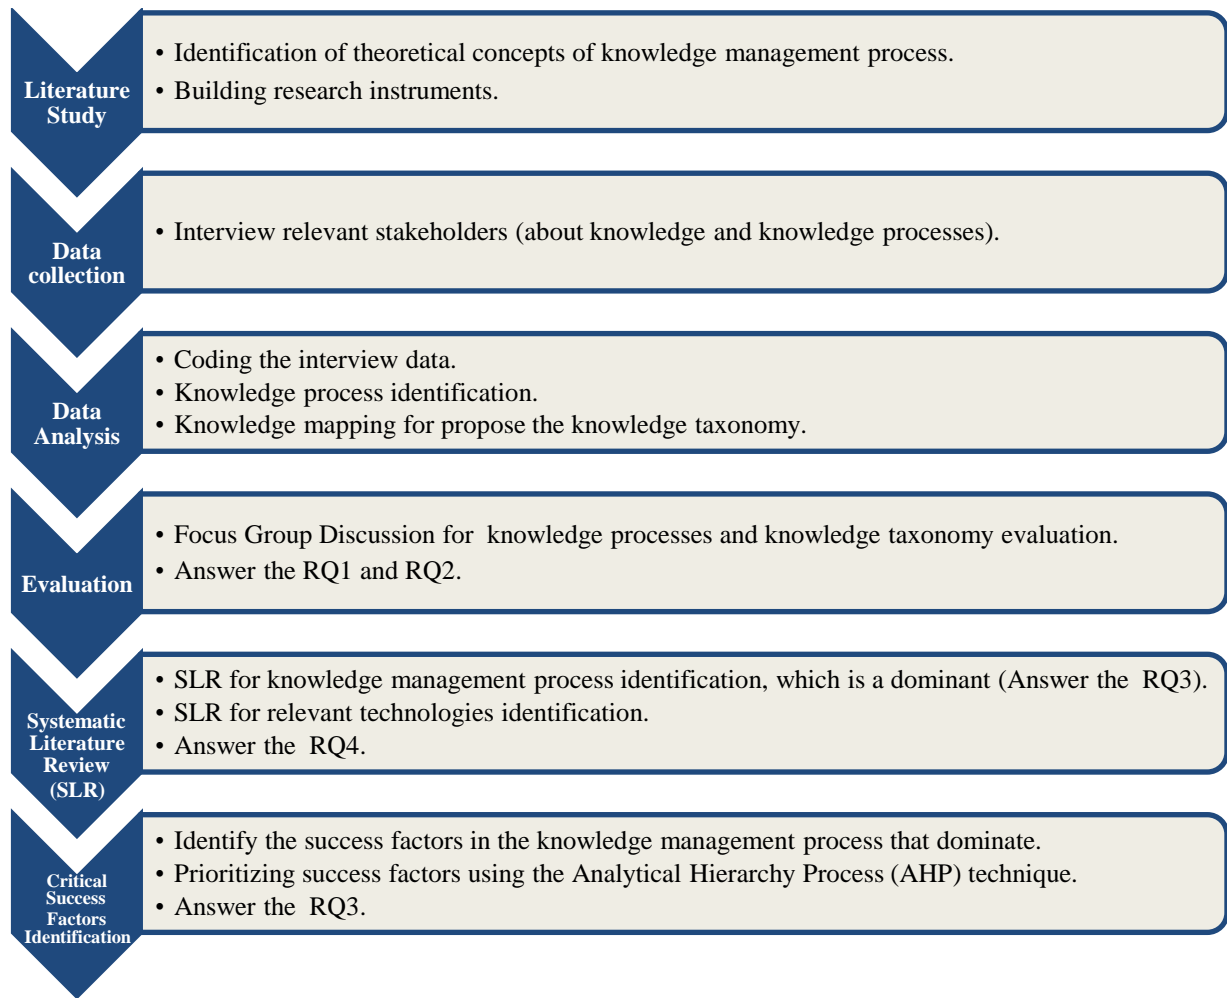 Literature
Study
• Identification of theoretical concepts of knowledge management process.
• Building research instruments.
Data
collection
• Interview relevant stakeholders (about knowledge and knowledge processes).
Data
Analysis
• Coding the interview data.
• Knowledge process identification.
• Knowledge mapping for propose the knowledge taxonomy.
Evaluation
• Focus Group Discussion for knowledge processes and knowledge taxonomy evaluation.
• Answer the RQ1 and RQ2.
Systematic
Literature
Review
(SLR)
• SLR for knowledge management process identification, which is a dominant (Answer the RQ3).
• SLR for relevant technologies identification.
• Answer the RQ4.
Critical
Success
Factors
Identification
• Identify the success factors in the knowledge management process that dominate.
• Prioritizing success factors using the Analytical Hierarchy Process (AHP) technique.
• Answer the RQ3.